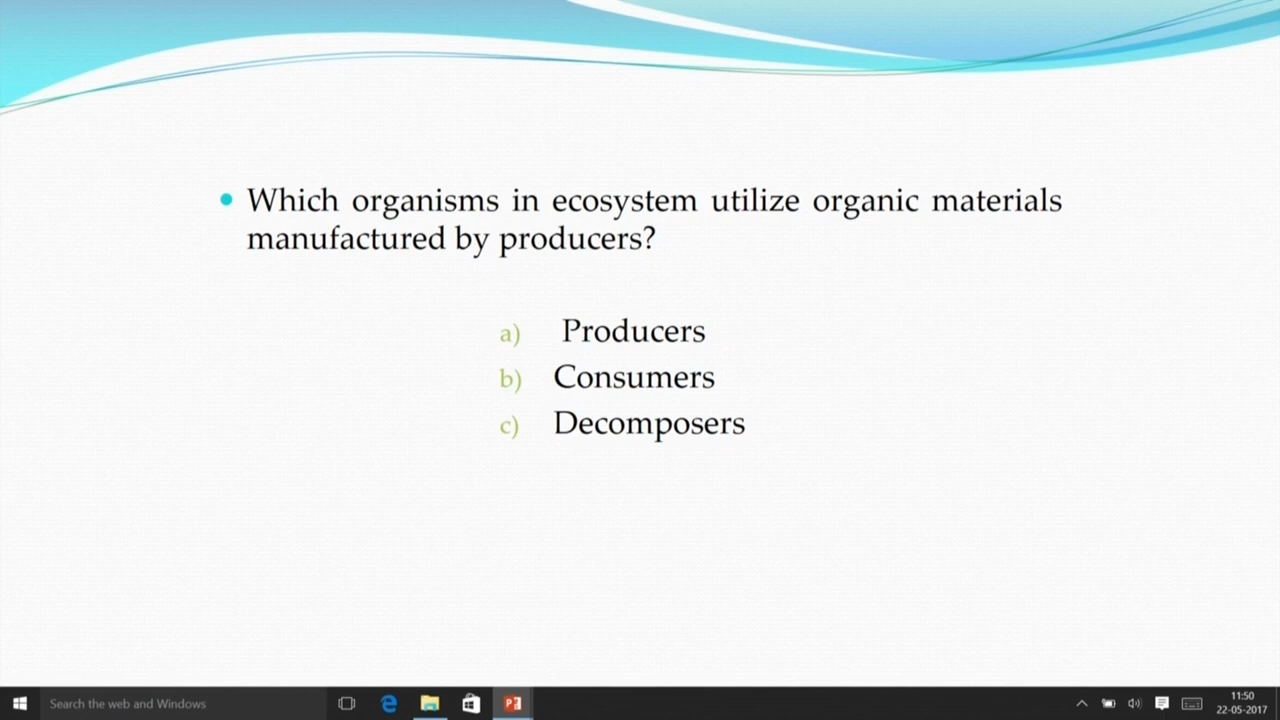 • Which organisms in ecosystem utilize organic materials
manufactured by producers?
a) Producers
b) Consumers
c) Decomposers
Search the web and Windows
11:50
22-05-2017